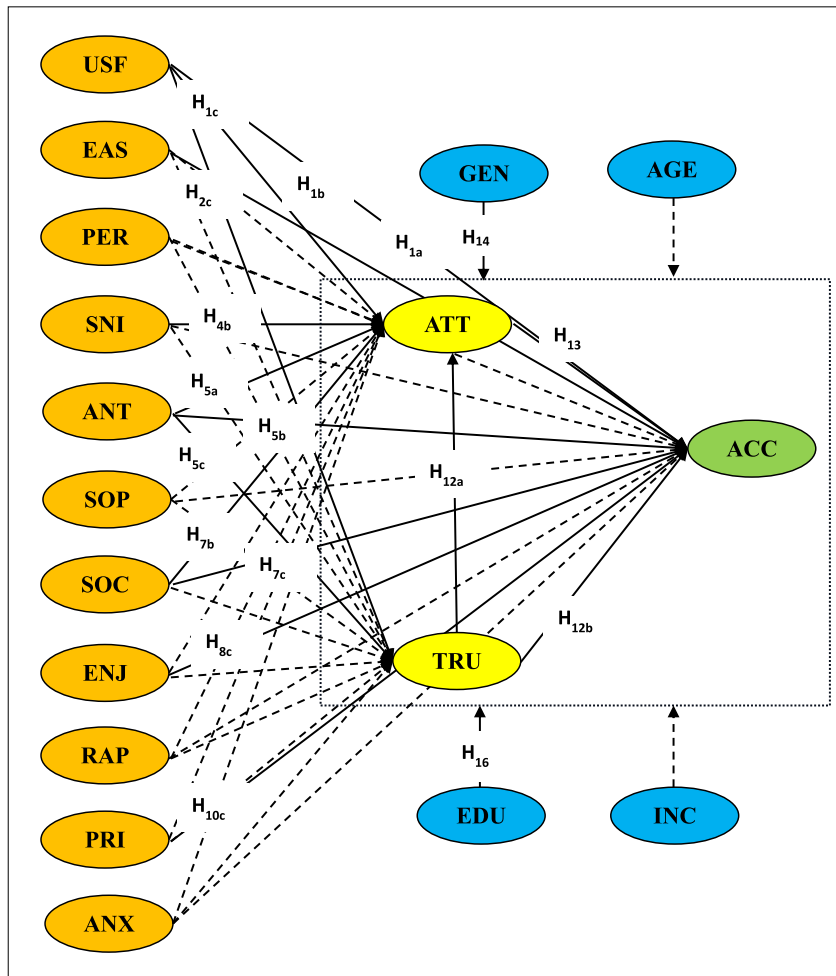 USF
H1c
EAS
H1b
GEN
AGE
H2c
PER
H1a
H14
SNI
H4b
ATT
H13
H5a
ANT
H5b
ACC
H5c
H12a
SOP
H7b
SOC
H7c
H12b
H8c
ENJ
TRU
RAP
H16
H10c
EDU
INC
PRI
ANX